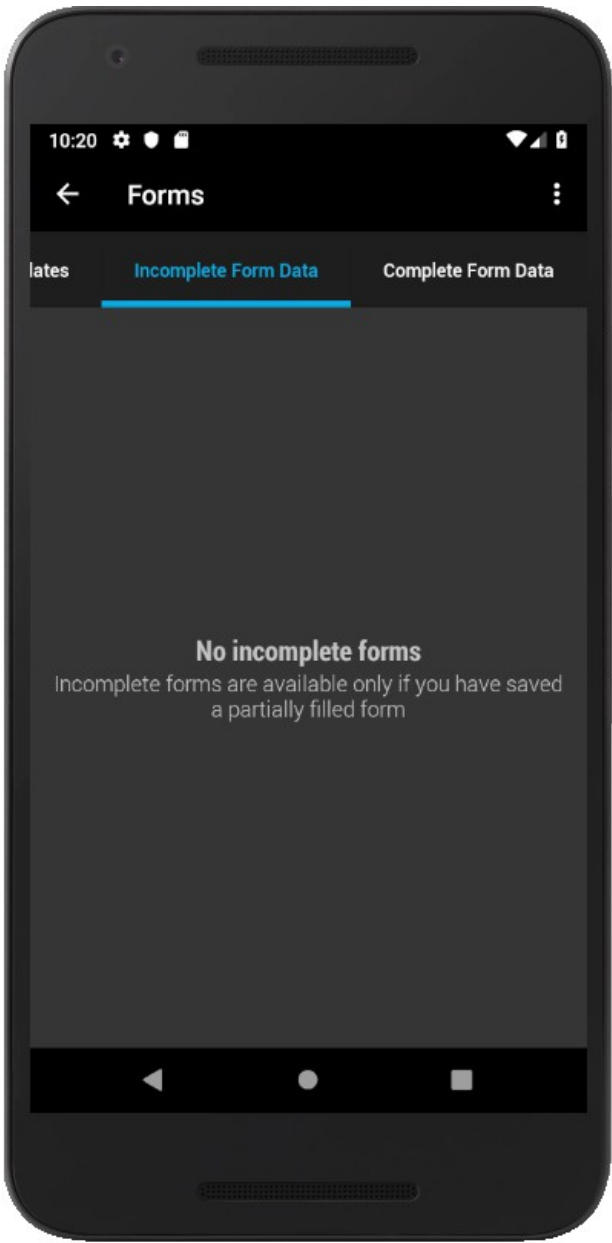 10:20
Forms
lates
Incomplete Form Data
Complete Form Data
No incomplete forms
Incomplete forms are available only if you have saved
a partially filled form